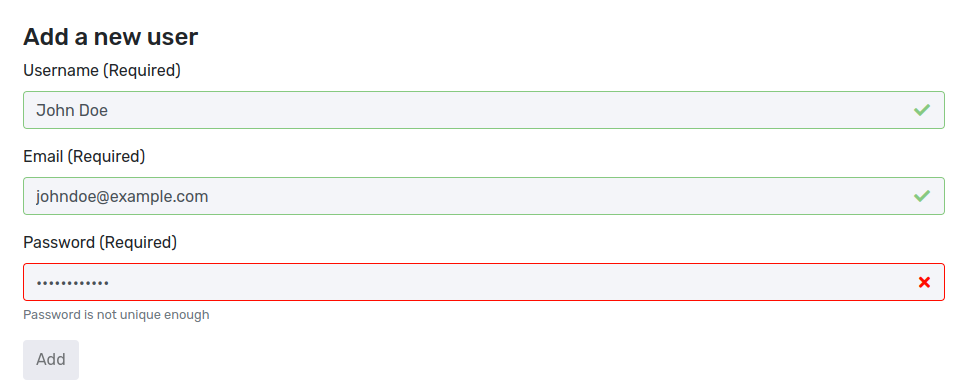 Add a new user
Username (Required)
John Doe
Email (Required)
johndoe@example.com
Password (Required)
••••••••••••
Password is not unique enough
Add